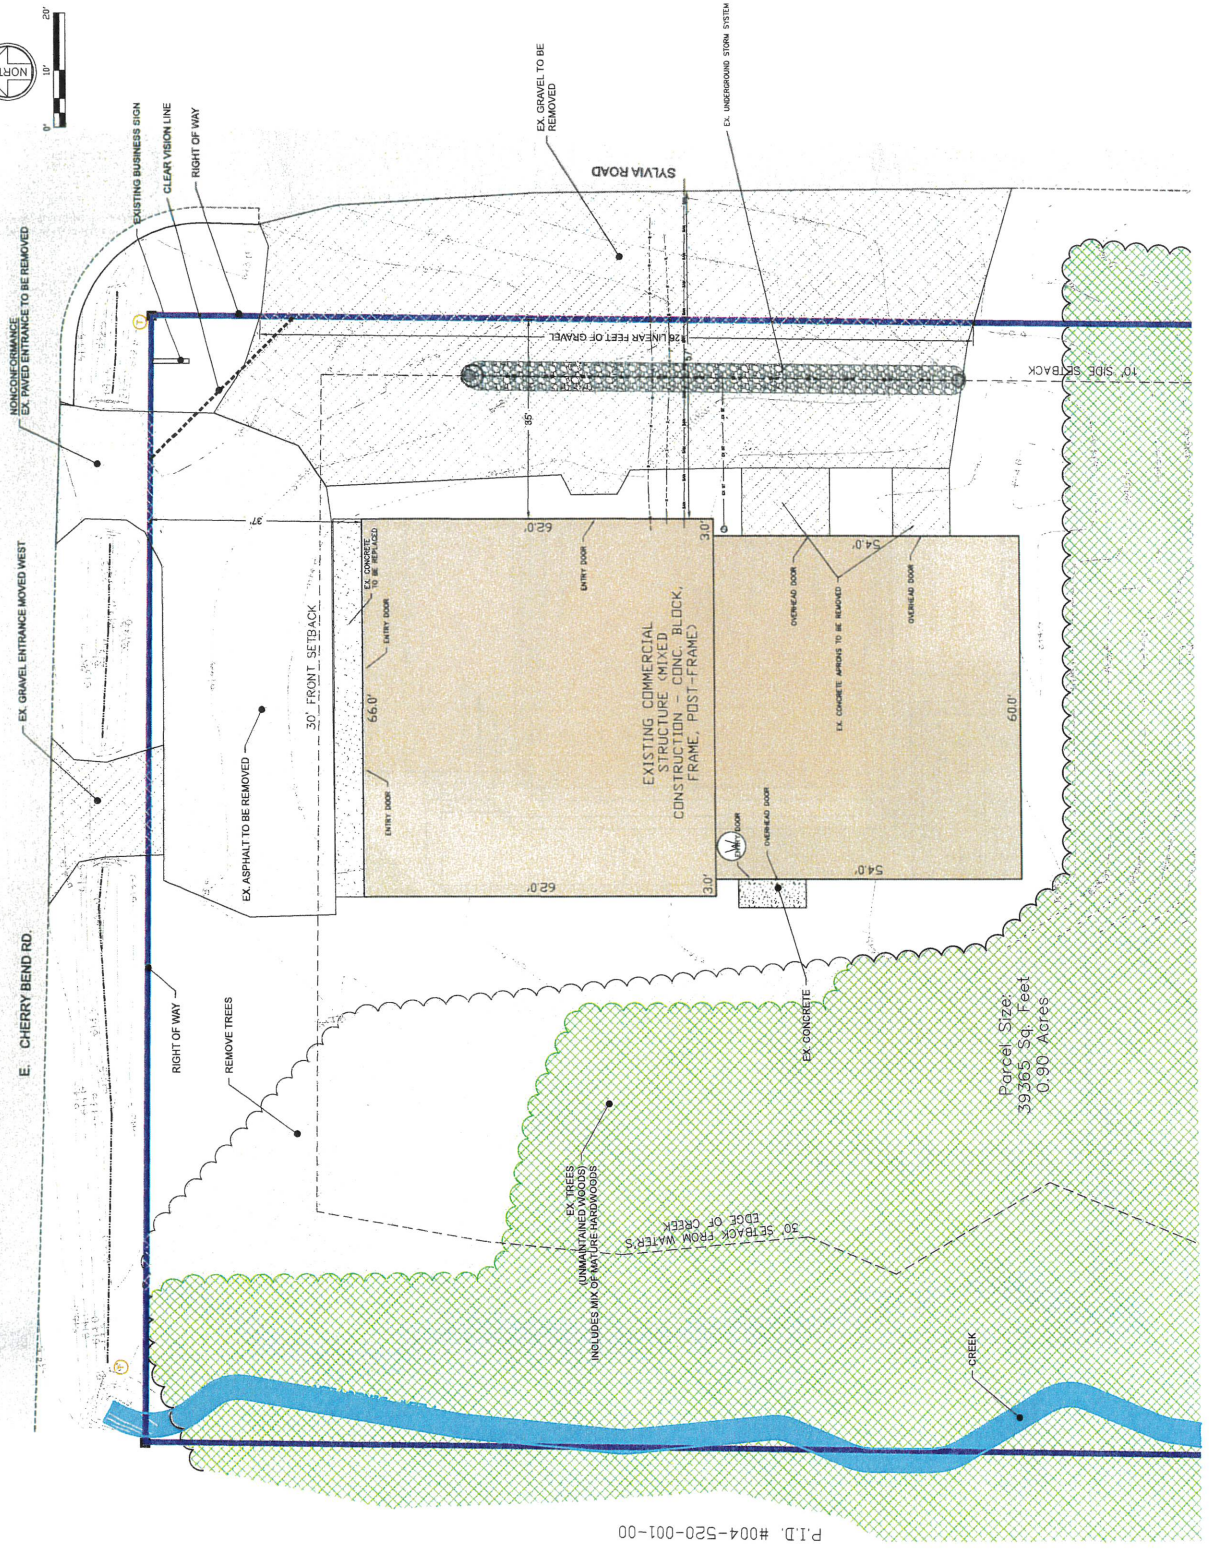 20'
10'
0'
NORTH
NONCONFORMANCE
EX. PAVED ENTRANCE TO BE REMOVED
EXISTING BUSINESS SIGN
CLEAR VISION LINE
RIGHT OF WAY
EX. GRAVEL TO BE
REMOVED
EX. UNDERGROUND STORM SYSTEM
SYLVIA ROAD
EX. GRAVEL ENTRANCE MOVED WEST
E. CHERRY BEND RD.
LINEAR FEET OF GRAVEL
57'
10' SIDE SETBACK
35'
37'
30' FRONT SETBACK
EX. ASPHALT TO BE REMOVED
EX. CONCRETE
TO BE REPLACED
ENTRY DOOR
66.0'
ENTRY DOOR
62.0'
ENTRY DOOR
3.0'
EXISTING COMMERCIAL
STRUCTURE (MIXED
CONSTRUCTION - CONC. BLOCK,
FRAME, POST-FRAME)
62.0'
3.0'
54.0'
OVERHEAD DOOR
EX. CONCRETE APRONS TO BE REMOVED
OVERHEAD DOOR
60.0'
W
ENTRY DOOR
OVERHEAD DOOR
54.0'
RIGHT OF WAY
REMOVE TREES
EX. CONCRETE
Parcel Size:
39365 Sq. Feet
0.90 Acres
EX. TREES
(UNMAINTAINED WOODS)
INCLUDES MIX OF MATURE HARDWOODS
SETBACK FROM WATER'S
EDGE OF CREEK
CREEK
P.I.D. #004-520-001-00